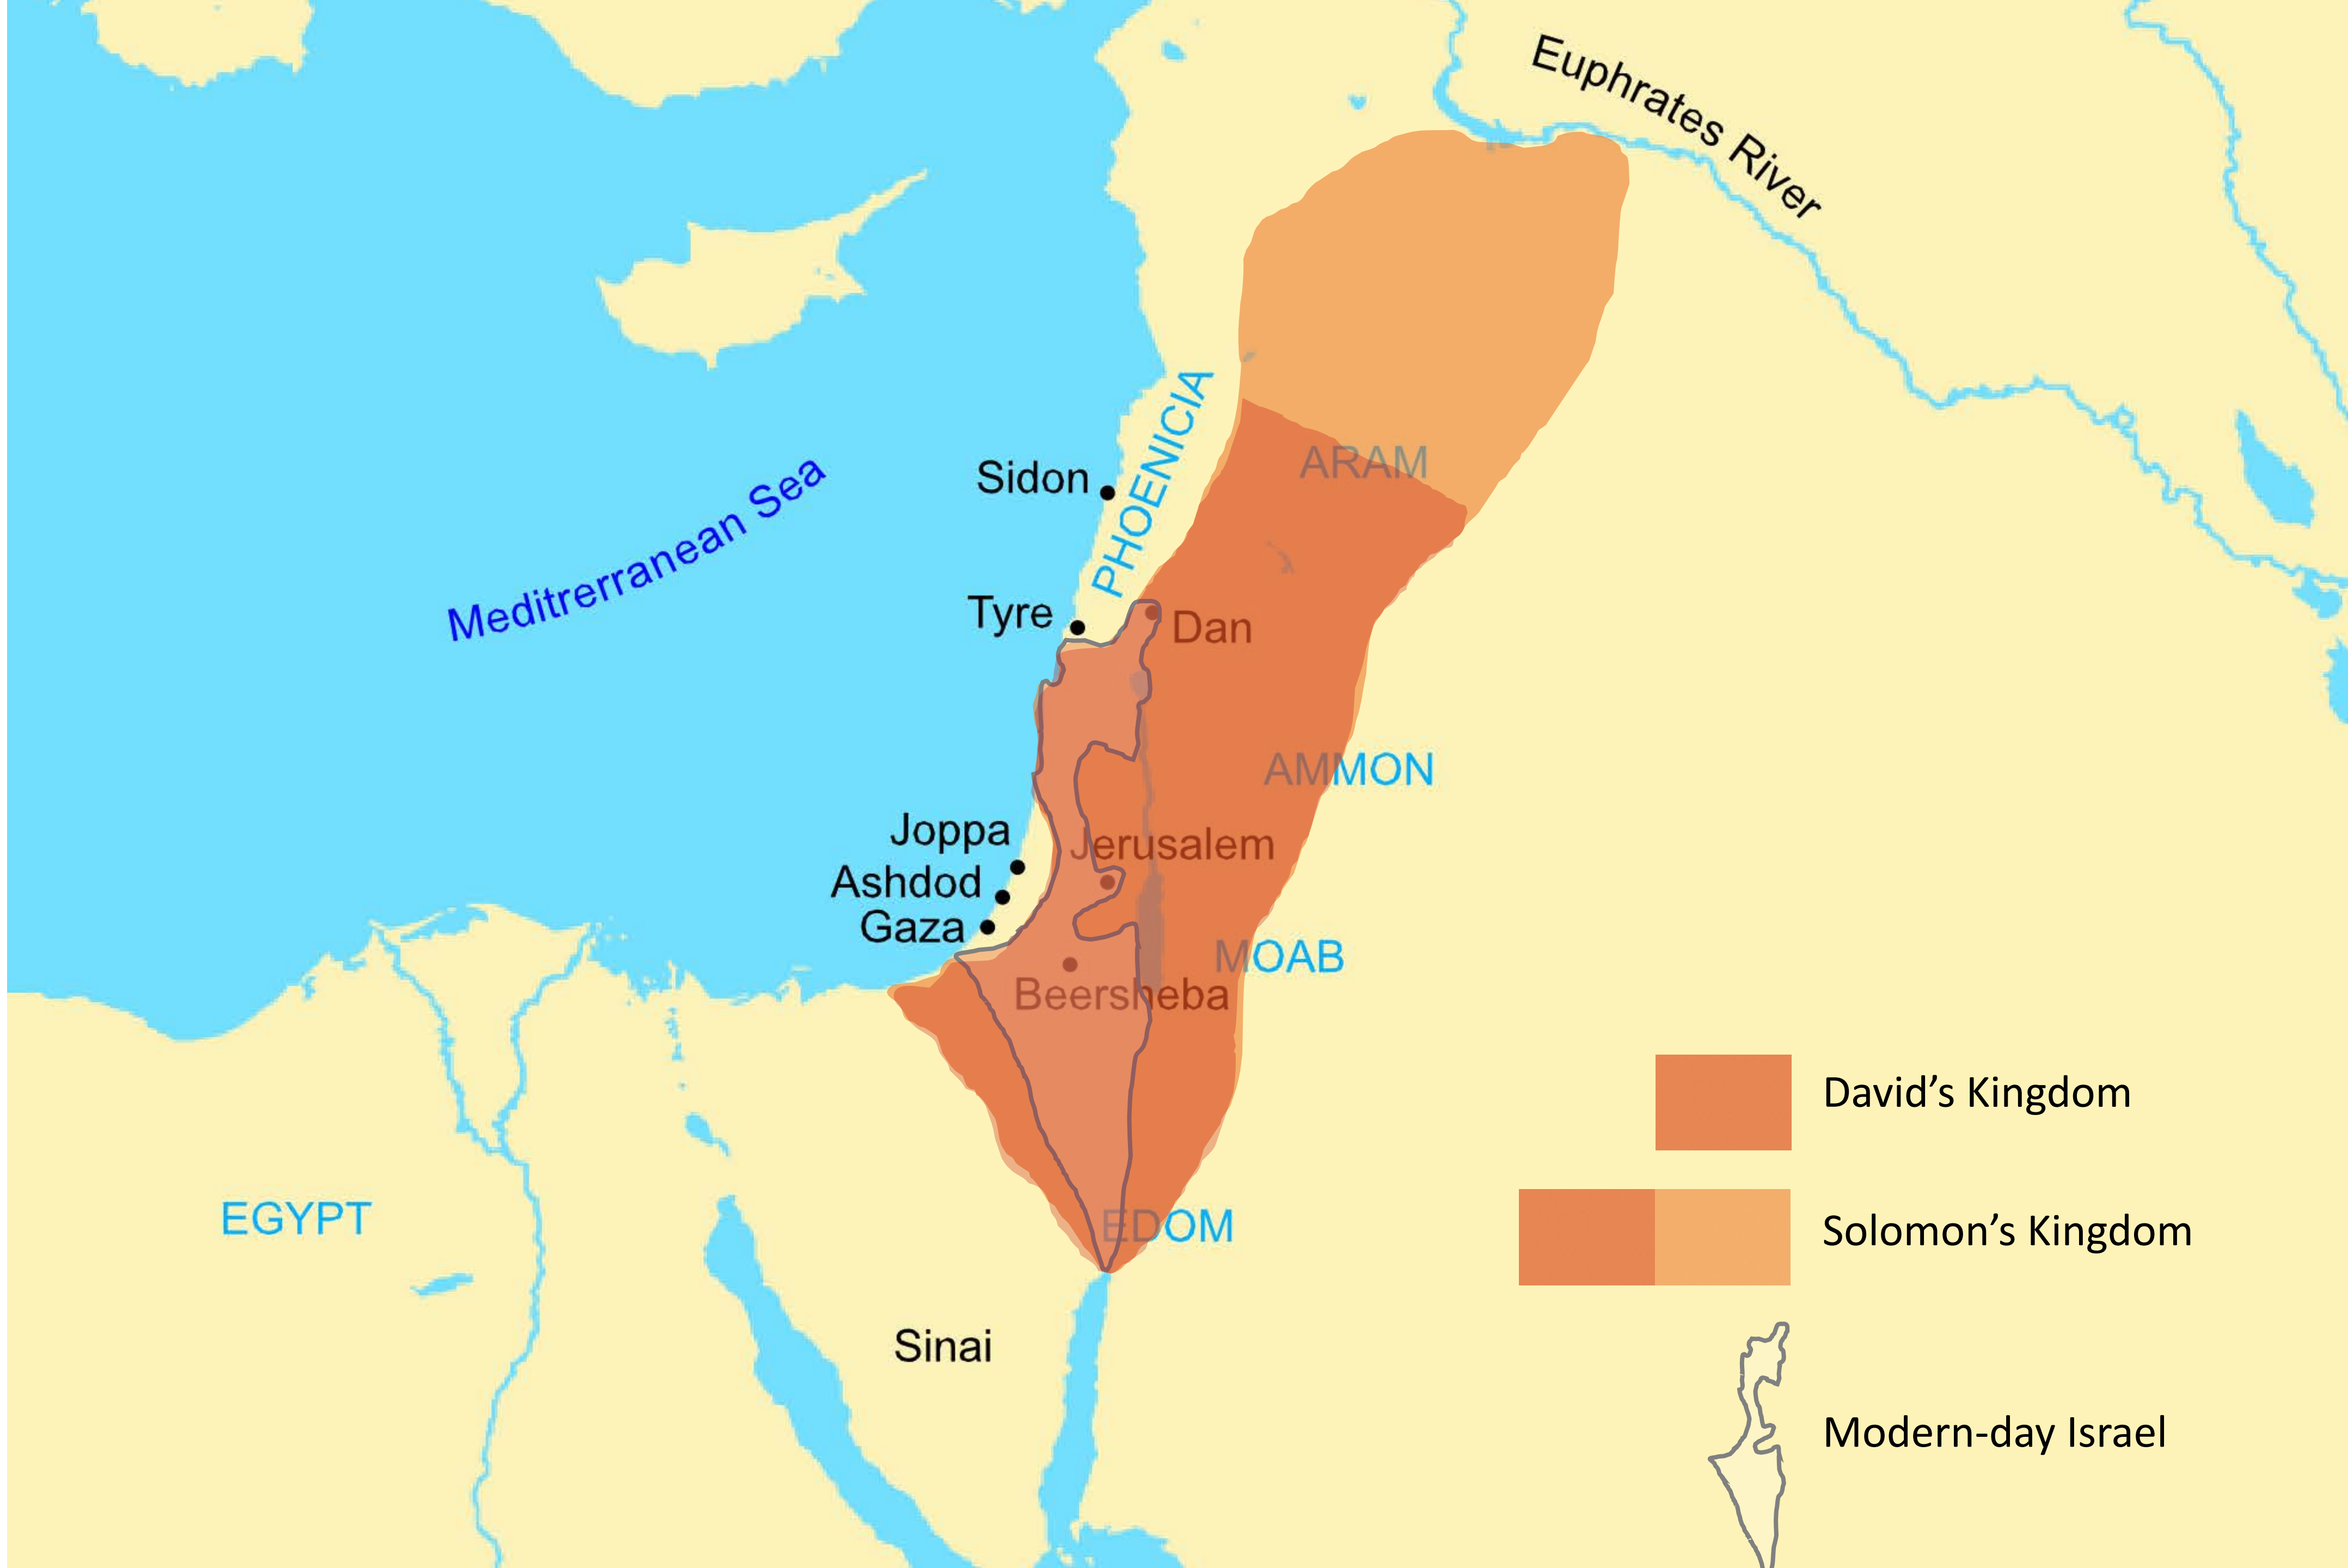 Euphrates River
PHOENICIA
ARAM
Sidon
Mediterrranean Sea
Tyre
Dan
AMMON
Joppa
Jerusalem
Ashdod
Gaza
MOAB
Beersheba
David’s Kingdom
EGYPT
EDOM
Solomon’s Kingdom
Sinai
Modern-day Israel